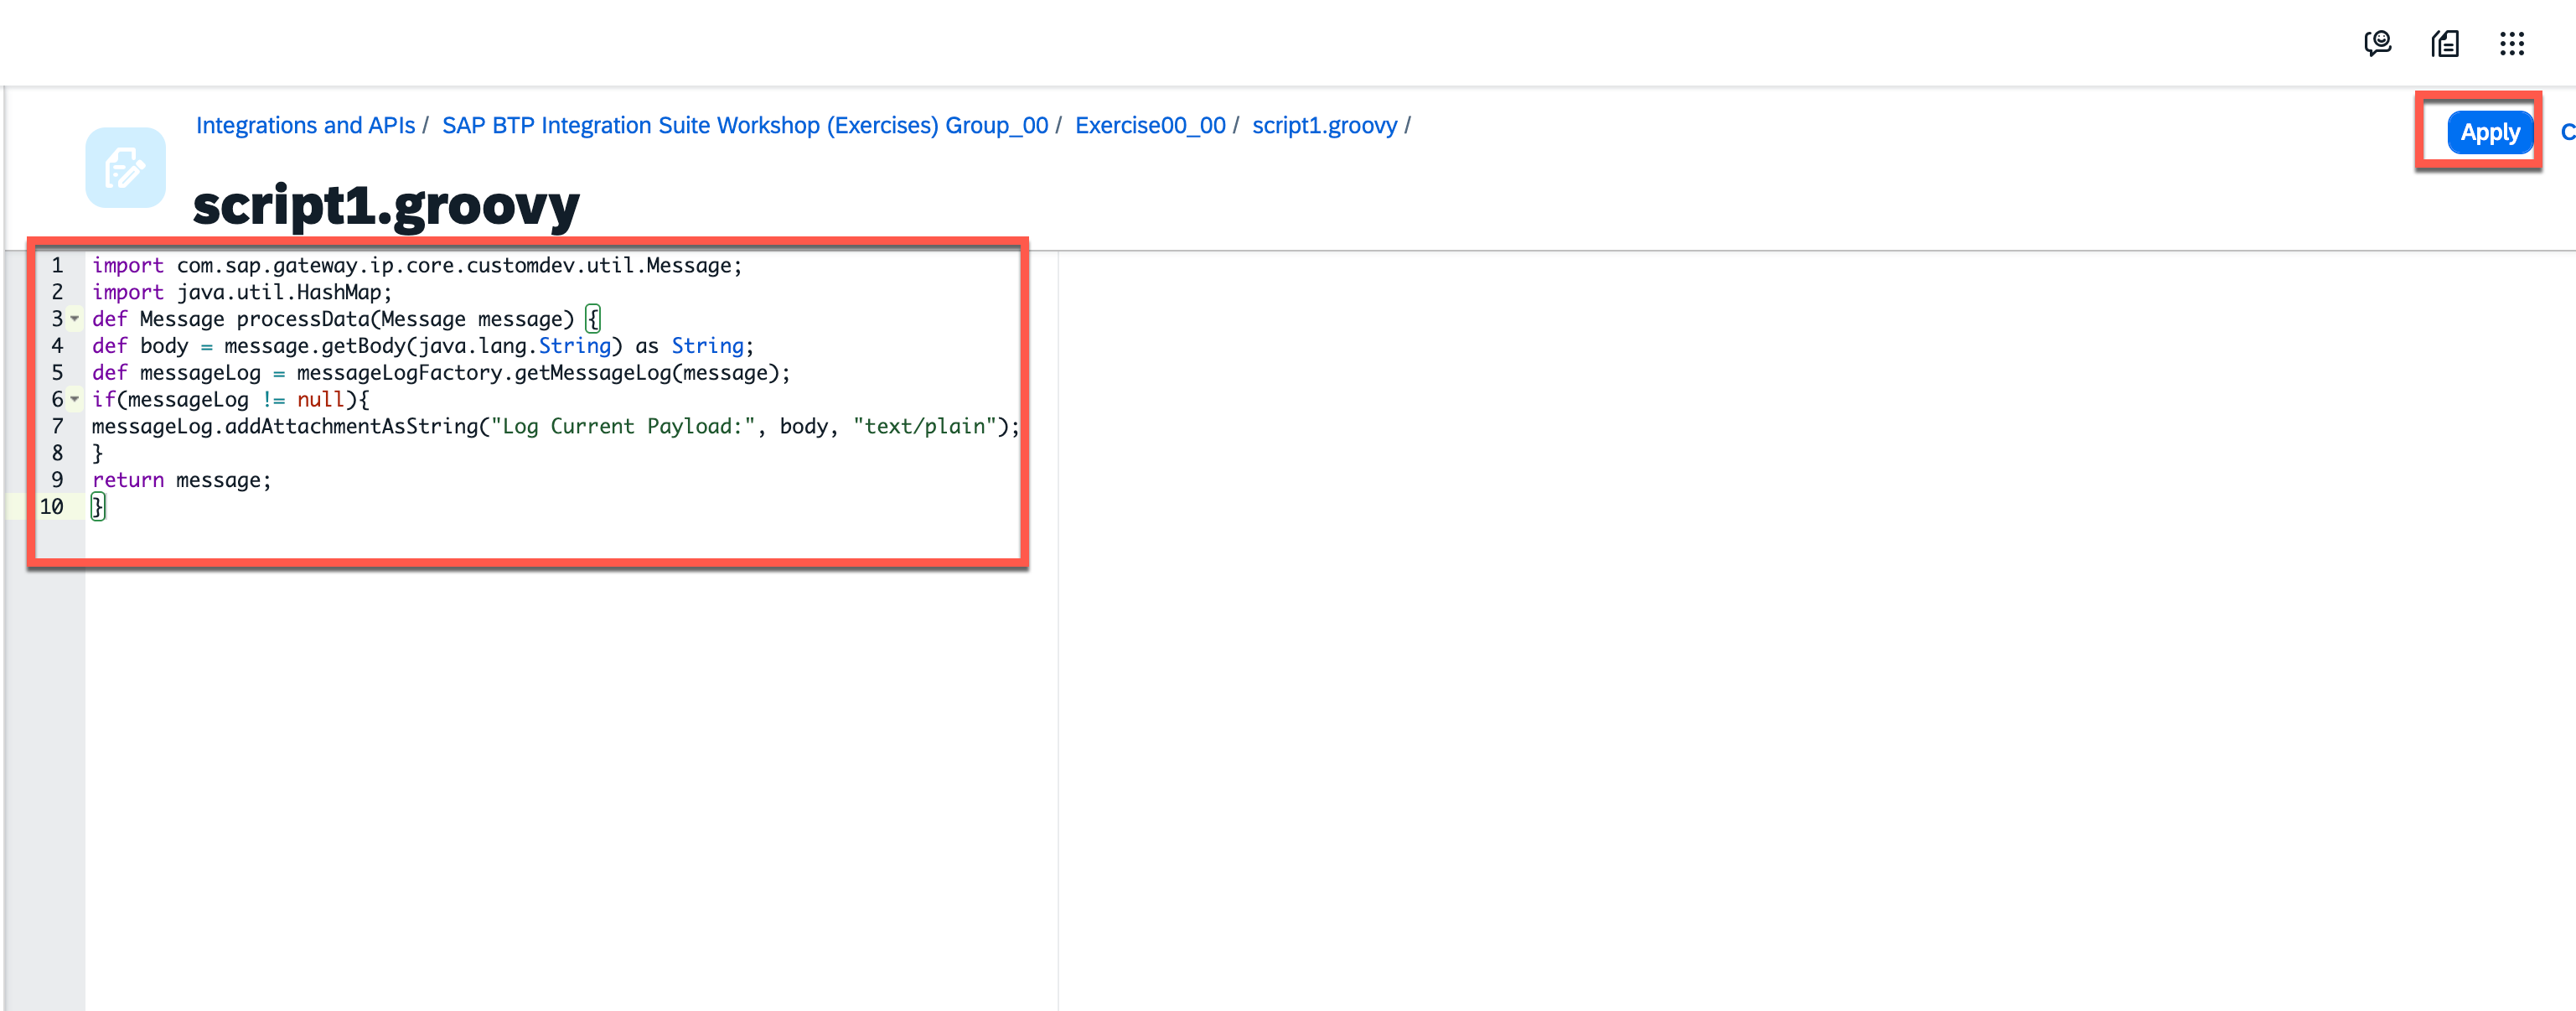 Integrations and APIs / SAP BTP Integration Suite Workshop (Exercises) Group_00 / Exercise00_00 / script1.groovy /
Apply
C
script1.groovy
1 import com.sap.gateway.ip.core.customdev.util.Message;
2 import java.util.HashMap;
3 def Message processData(Message message) {
4 def body = message.getBody(java.lang.String) as String;
5 def messageLog = messageLogFactory.getMessageLog(message);
6 if(messageLog != null){
7 messageLog.addAttachmentAsString("Log Current Payload:", body, "text/plain");
8 }
9 return message;
10 }